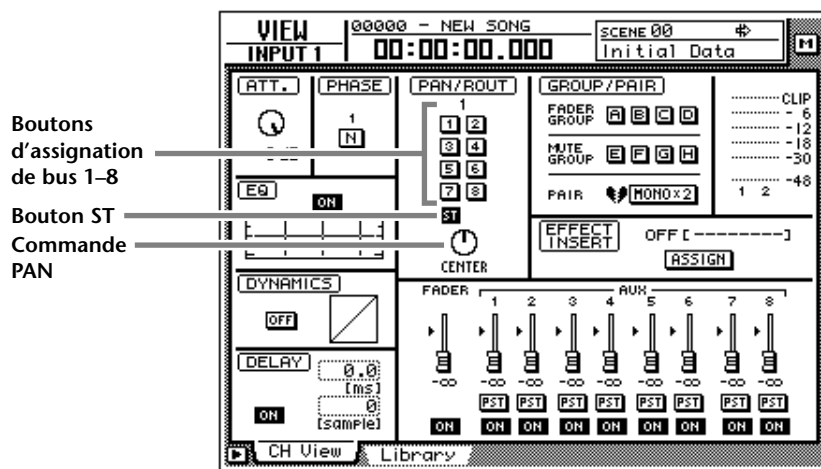 VIEW
INPUT 1
00000 - NEW SONG
00:00:00.000
SCENE 00
Initial Data
M
ATT.
PHASE
1
N
PAN/ROUT
1
1 2
3 4
5 6
7 8
ST
CENTER
GROUP/PAIR
FADER GROUP A B C D
MUTE GROUP E F G H
PAIR MONO×2
CLIP
- 6
-12
-18
-30
-48
1 2
Boutons
d'assignation
de bus 1–8
Bouton ST
Commande
PAN
EQ
ON
EFFECT
INSERT
OFF [---------]
ASSIGN
DYNAMICS
OFF
DELAY
0.0
[ms]
0
[sample]
ON
FADER
AUX
1 2 3 4 5 6 7 8
-∞ -∞ -∞ -∞ -∞ -∞ -∞ -∞ -∞
PST PST PST PST PST PST PST PST
ON ON ON ON ON ON ON ON ON
CH View
Library